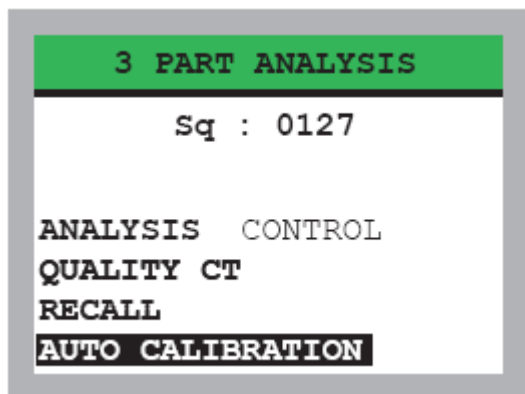 3 PART ANALYSIS
Sq : 0127
ANALYSIS CONTROL
QUALITY CT
RECALL
AUTO CALIBRATION